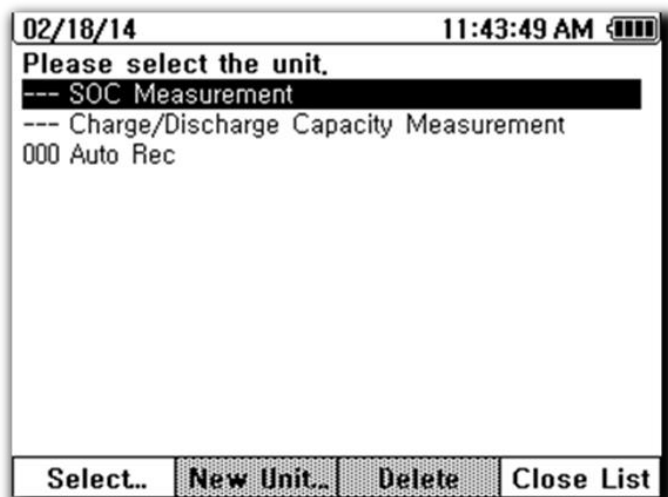 02/18/14 11:43:49 AM
Please select the unit.
--- SOC Measurement
--- Charge/Discharge Capacity Measurement
000 Auto Rec
Select... New Unit... Delete Close List